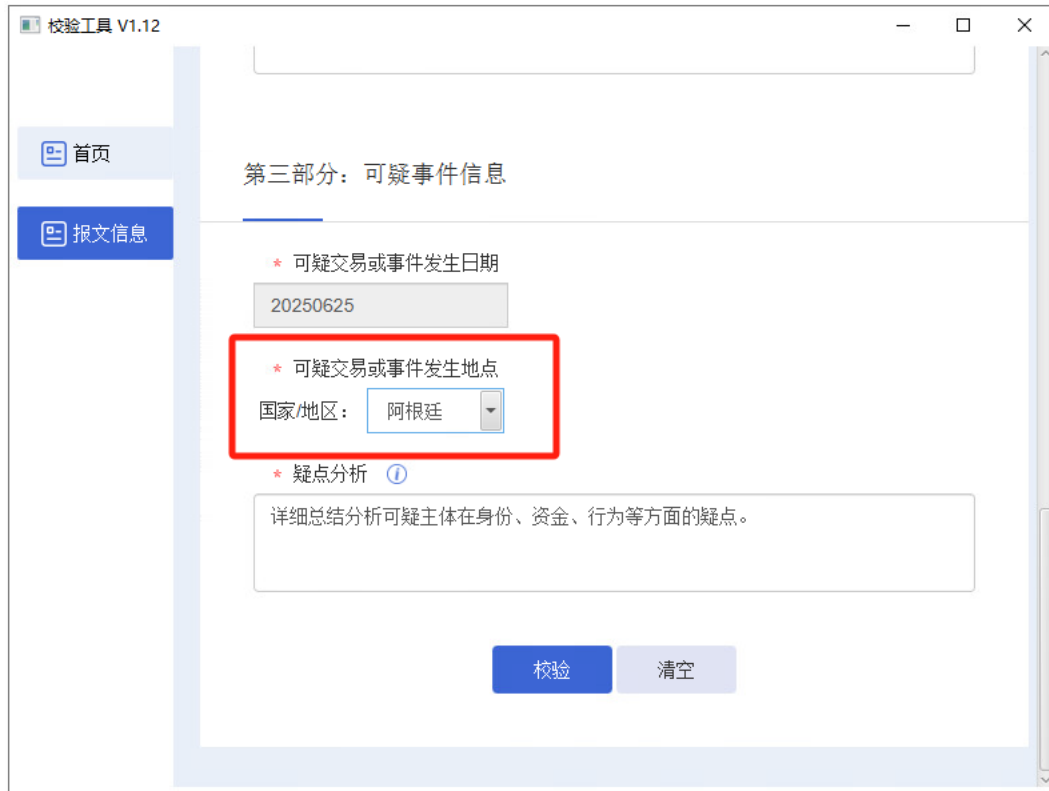 校验工具 V1.12
首页
报文信息
第三部分：可疑事件信息
* 可疑交易或事件发生日期
20250625
* 可疑交易或事件发生地点
国家/地区： 阿根廷
* 疑点分析 i
详细总结分析可疑主体在身份、资金、行为等方面的疑点。
校验 清空